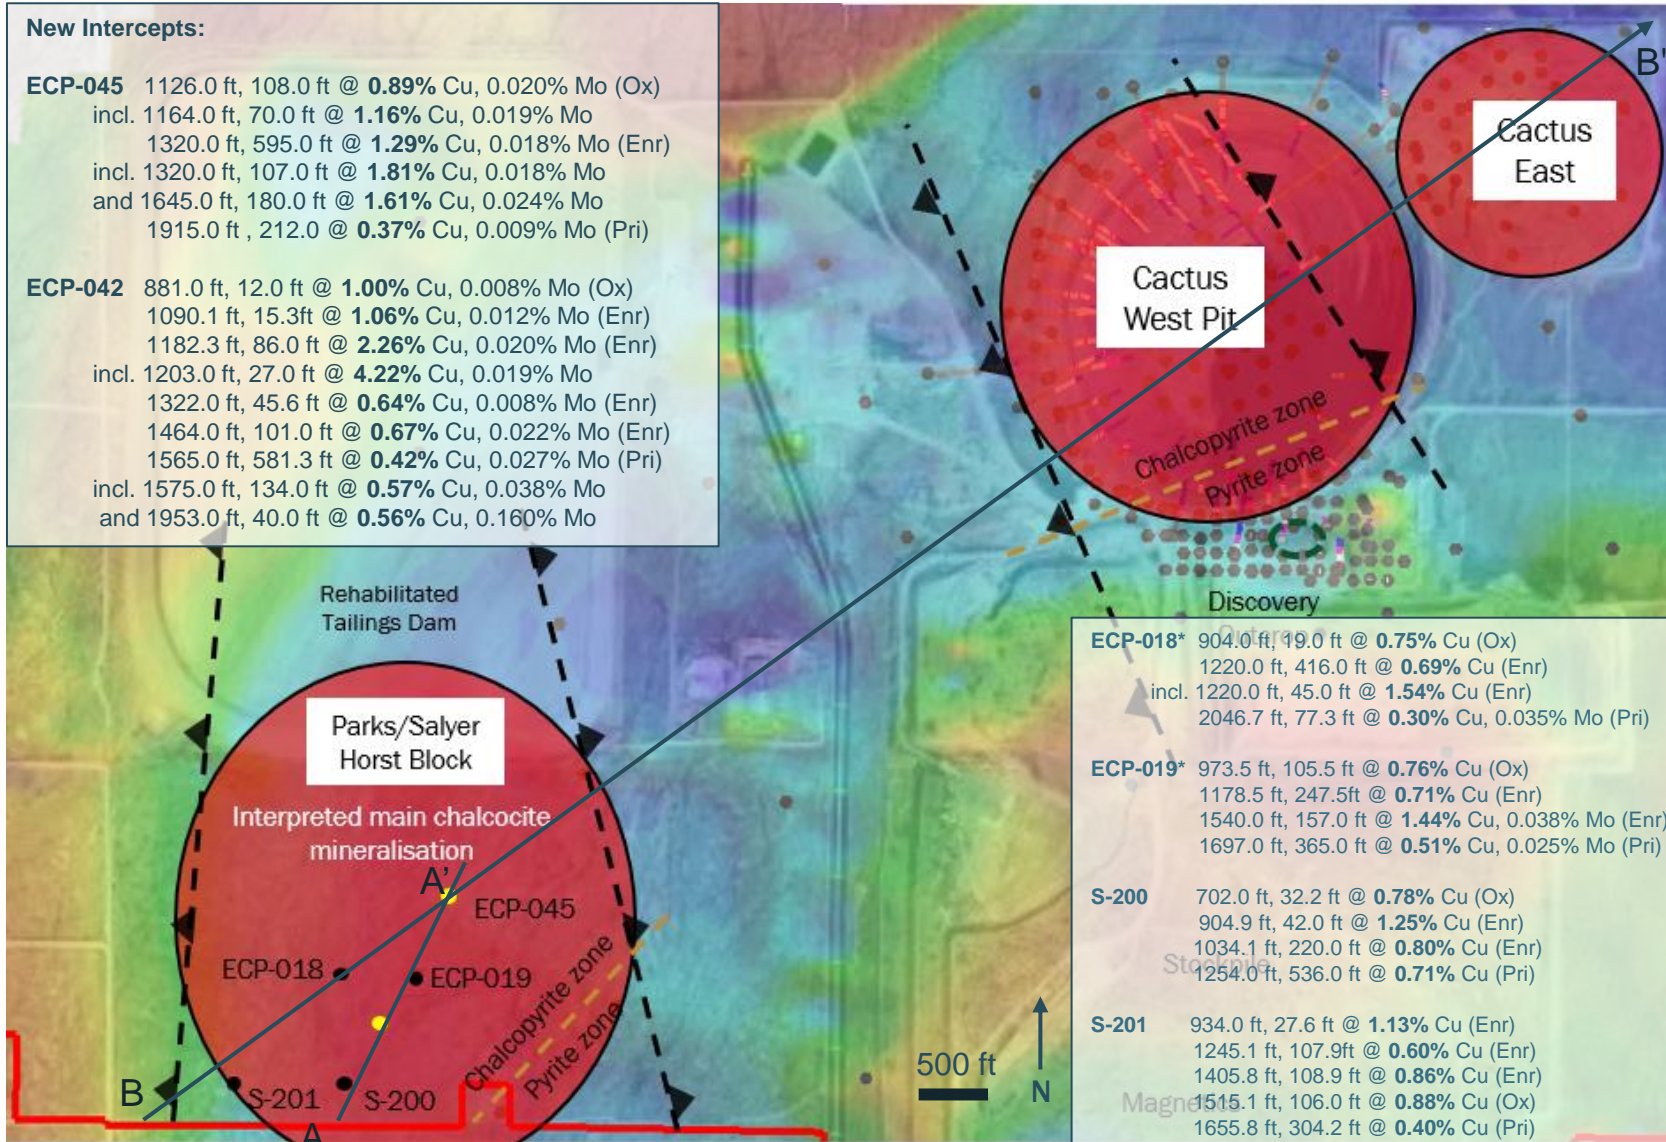 New Intercepts:
ECP-045 1126.0 ft, 108.0 ft @ 0.89% Cu, 0.020% Mo (Ox)
incl. 1164.0 ft, 70.0 ft @ 1.16% Cu, 0.019% Mo
1320.0 ft, 595.0 ft @ 1.29% Cu, 0.018% Mo (Enr)
incl. 1320.0 ft, 107.0 ft @ 1.81% Cu, 0.018% Mo
and 1645.0 ft, 180.0 ft @ 1.61% Cu, 0.024% Mo
1915.0 ft , 212.0 @ 0.37% Cu, 0.009% Mo (Pri)
ECP-042 881.0 ft, 12.0 ft @ 1.00% Cu, 0.008% Mo (Ox)
1090.1 ft, 15.3ft @ 1.06% Cu, 0.012% Mo (Enr)
1182.3 ft, 86.0 ft @ 2.26% Cu, 0.020% Mo (Enr)
incl. 1203.0 ft, 27.0 ft @ 4.22% Cu, 0.019% Mo
1322.0 ft, 45.6 ft @ 0.64% Cu, 0.008% Mo (Enr)
1464.0 ft, 101.0 ft @ 0.67% Cu, 0.022% Mo (Enr)
1565.0 ft, 581.3 ft @ 0.42% Cu, 0.027% Mo (Pri)
incl. 1575.0 ft, 134.0 ft @ 0.57% Cu, 0.038% Mo
and 1953.0 ft, 40.0 ft @ 0.56% Cu, 0.160% Mo
B'
Cactus
East
Cactus
West Pit
Chalcopyrite zone
Pyrite zone
Discovery
Outcrop
Rehabilitated
Tailings Dam
Parks/Salyer
Horst Block
Interpreted main chalcocite
mineralisation
A'
ECP-045
ECP-018
ECP-019
Chalcopyrite zone
Pyrite zone
B
S-201
S-200
A
500 ft
N
ECP-018* 904.0 ft, 19.0 ft @ 0.75% Cu (Ox)
1220.0 ft, 416.0 ft @ 0.69% Cu (Enr)
incl. 1220.0 ft, 45.0 ft @ 1.54% Cu (Enr)
2046.7 ft, 77.3 ft @ 0.30% Cu, 0.035% Mo (Pri)
ECP-019* 973.5 ft, 105.5 ft @ 0.76% Cu (Ox)
1178.5 ft, 247.5ft @ 0.71% Cu (Enr)
1540.0 ft, 157.0 ft @ 1.44% Cu, 0.038% Mo (Enr)
1697.0 ft, 365.0 ft @ 0.51% Cu, 0.025% Mo (Pri)
S-200 702.0 ft, 32.2 ft @ 0.78% Cu (Ox)
904.9 ft, 42.0 ft @ 1.25% Cu (Enr)
1034.1 ft, 220.0 ft @ 0.80% Cu (Enr)
1254.0 ft, 536.0 ft @ 0.71% Cu (Pri)
Stockpile
S-201 934.0 ft, 27.6 ft @ 1.13% Cu (Enr)
1245.1 ft, 107.9ft @ 0.60% Cu (Enr)
1405.8 ft, 108.9 ft @ 0.86% Cu (Enr)
1515.1 ft, 106.0 ft @ 0.88% Cu (Ox)
1655.8 ft, 304.2 ft @ 0.40% Cu (Pri)
Magnetics